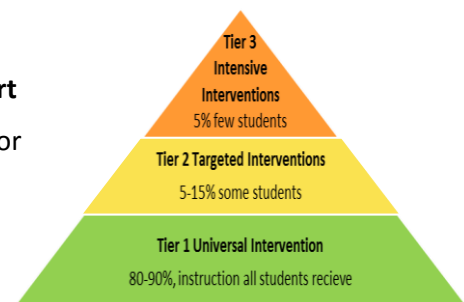 Tier 3
Intensive
Interventions
5% few students
rt
or
Tier 2 Targeted Interventions
5-15% some students
Tier 1 Universal Intervention
80-90%, instruction all students recieve